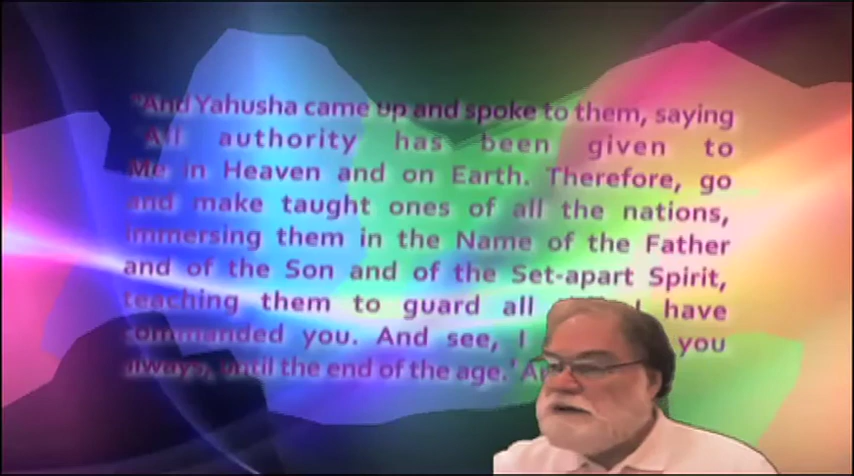 "And Yahusha came up and spoke to them, saying
'All authority has been given to
Me in Heaven and on Earth. Therefore, go
and make taught ones of all the nations,
immersing them in the Name of the Father
and of the Son and of the Set-apart Spirit,
teaching them to guard all I have
commanded you. And see, I you
always, until the end of the age.'